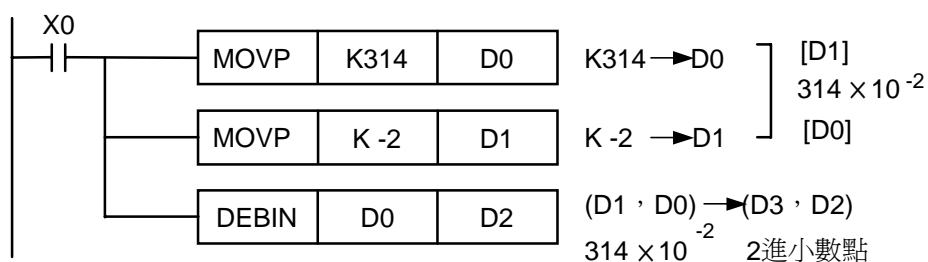 X0
MOVP K314 D0 K314 → D0 [D1]
314 × 10 -2
MOVP K -2 D1 K -2 → D1 [D0]
DEBIN D0 D2 (D1，D0) → (D3，D2)
314 × 10 -2 2進小數點